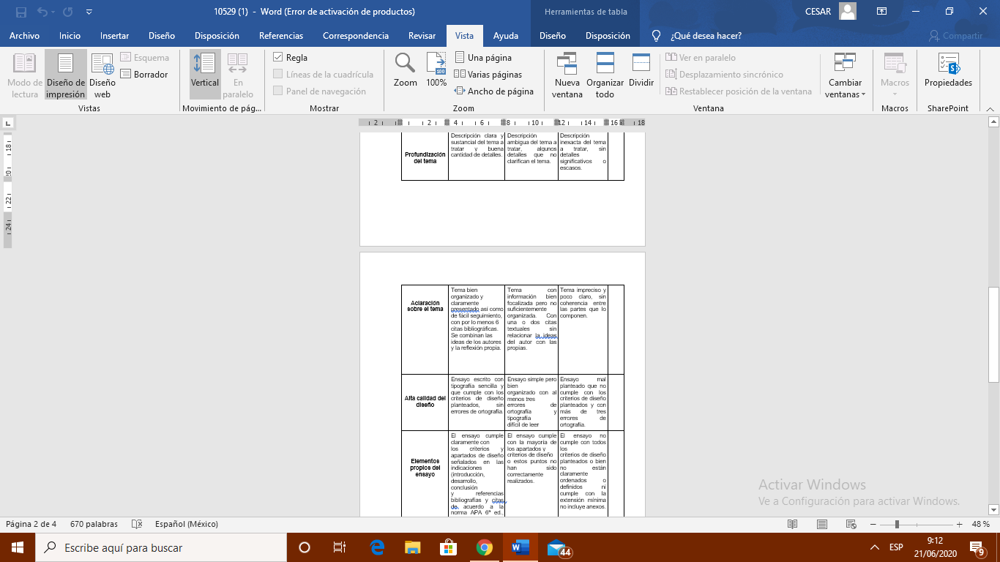 10529 (1) - Word (Error de activación de productos)
Herramientas de tabla
CESAR
Archivo Inicio Insertar Diseño Disposición Referencias Correspondencia Revisar Vista Ayuda Diseño Disposición ¿Qué desea hacer? Compartir
Modo de lectura
Diseño de impresión
Diseño web
Esquema
Borrador
Vistas
Vertical
En paralelo
Movimiento de pág...
Regla
Líneas de la cuadrícula
Panel de navegación
Mostrar
Zoom
100%
Una página
Varias páginas
Ancho de página
Zoom
Nueva ventana
Organizar todo
Dividir
Ver en paralelo
Desplazamiento sincrónico
Restablecer posición de la ventana
Cambiar ventanas
Ventana
Macros
Macros
Propiedades
SharePoint
2 2 4 6 8 10 12 14 16 18
18
20
22
24
Profundización
del tema
Descripción clara y
sustancial del tema a
tratar y buena
cantidad de detalles.
Descripción
ambigua del tema a
tratar, algunos
detalles que no
clarifican el tema.
Descripción
inexacta del tema
a tratar, sin
detalles
significativos o
escasos.
Aclaración
sobre el tema
Tema bien
organizado y
claramente
presentado así como
de fácil seguimiento,
con por lo menos 6
citas bibliográficas.
Se combinan las
ideas de los autores
y la reflexión propia.
Tema con
información bien
focalizada pero no
suficientemente
organizada. Con
una o dos citas
textuales sin
relacionar la ideas
del autor con las
propias.
Tema impreciso y
poco claro, sin
coherencia entre
las partes que lo
componen.
Alta calidad del
diseño
Ensayo escrito con
tipografía sencilla y
que cumple con los
criterios de diseño
planteados, sin
errores de ortografía.
Ensayo simple pero
bien
organizado con al
menos tres
errores de
ortografía y
tipografía
difícil de leer
Ensayo mal
planteado que no
cumple con los
criterios de diseño
planteados y con
más de tres
errores de
ortografía.
Elementos
propios del
ensayo
El ensayo cumple
claramente con
los criterios y
apartados de diseño
señalados en las
indicaciones
(introducción,
desarrollo,
conclusión
y referencias
bibliografías y citas
de acuerdo a la
norma APA 6ª ed.,
El ensayo cumple
con la mayoría de
los apartados y
criterios de diseño
o estos puntos no
han sido
correctamente
realizados.
El ensayo no
cumple con todos
los
criterios de diseño
planteados o bien
no están
claramente
ordenados o
definidos ni
cumple con la
extensión mínima
no incluye anexos.
Activar Windows
Ve a Configuración para activar Windows.
Página 2 de 4 670 palabras Español (México) 48 %
Escribe aquí para buscar
44
ESP
9:12
21/06/2020
9